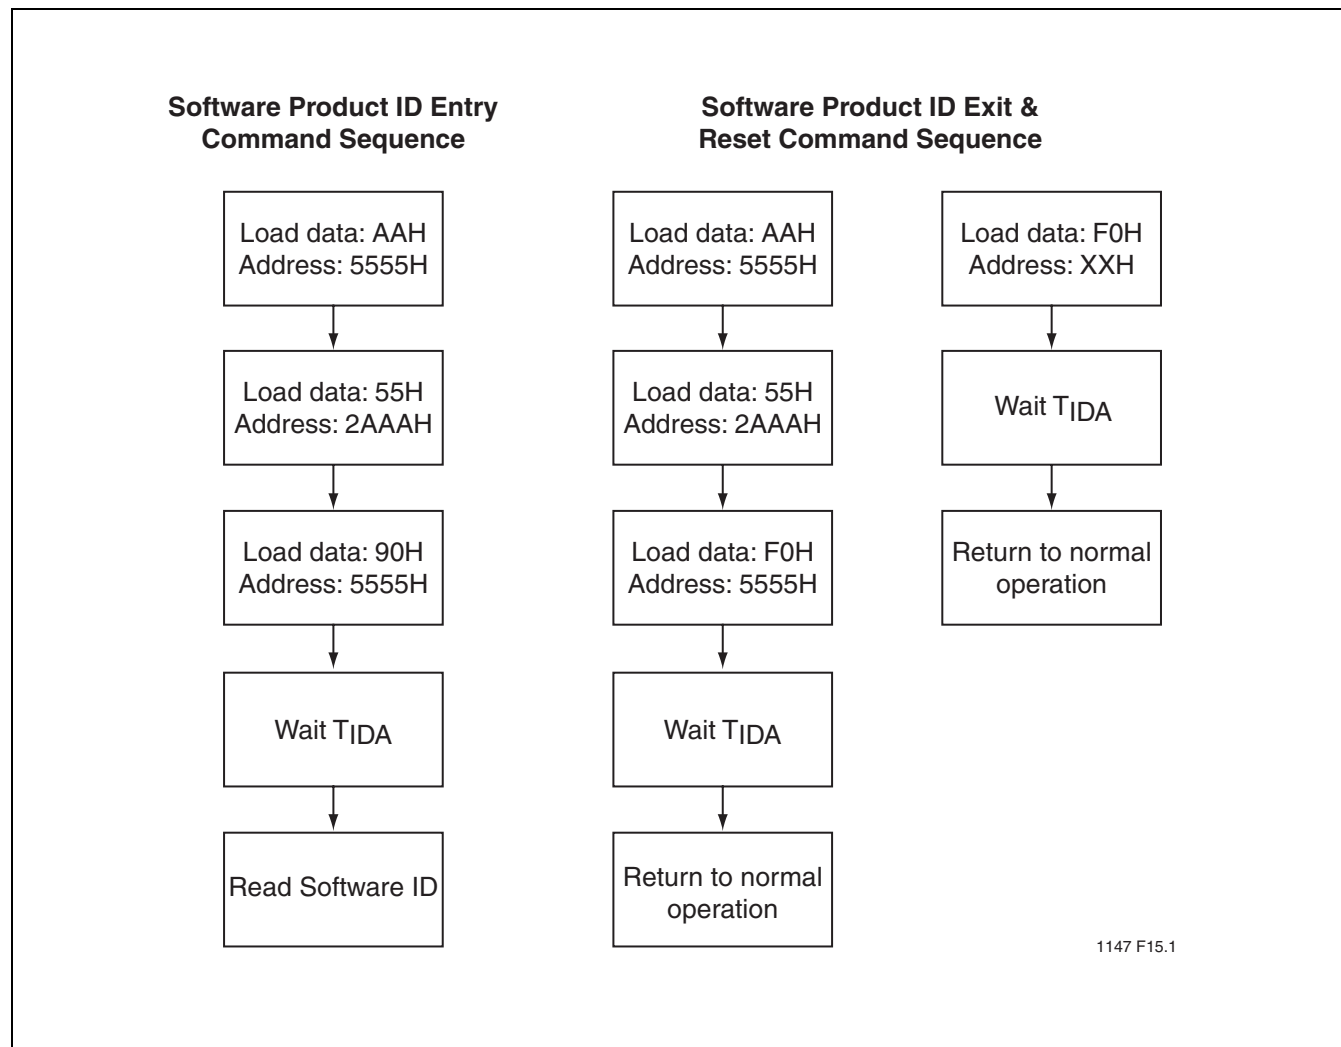 Software Product ID Entry
Command Sequence
Load data: AAH
Address: 5555H
Load data: 55H
Address: 2AAAH
Load data: 90H
Address: 5555H
Wait TIDA
Read Software ID
Software Product ID Exit &
Reset Command Sequence
Load data: AAH
Address: 5555H
Load data: 55H
Address: 2AAAH
Load data: F0H
Address: 5555H
Wait TIDA
Return to normal
operation
Load data: F0H
Address: XXH
Wait TIDA
Return to normal
operation
1147 F15.1